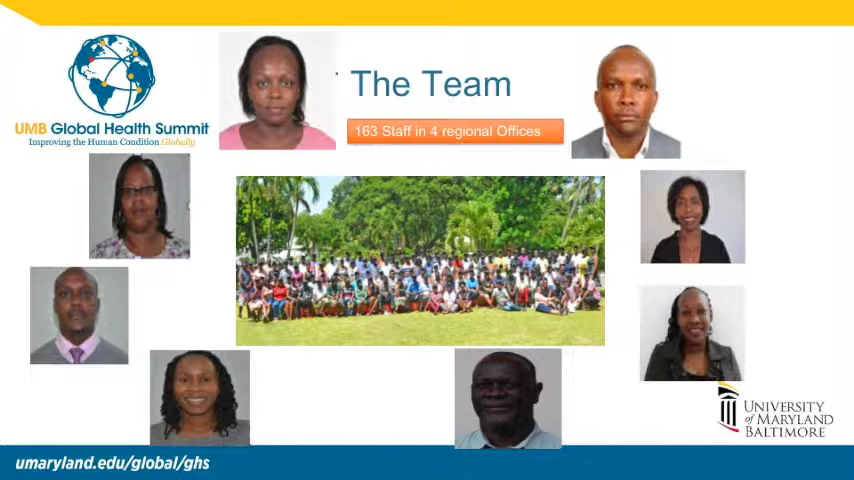 The Team
UMB Global Health Summit
Improving the Human Condition Globally
163 Staff in 4 regional Offices
UNIVERSITY
of MARYLAND
BALTIMORE
umaryland.edu/global/ghs